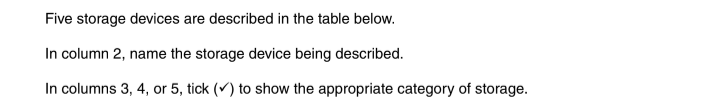 Five storage devices are described in the table below.
In column 2, name the storage device being described.
In columns 3, 4, or 5, tick (✓) to show the appropriate category of storage.